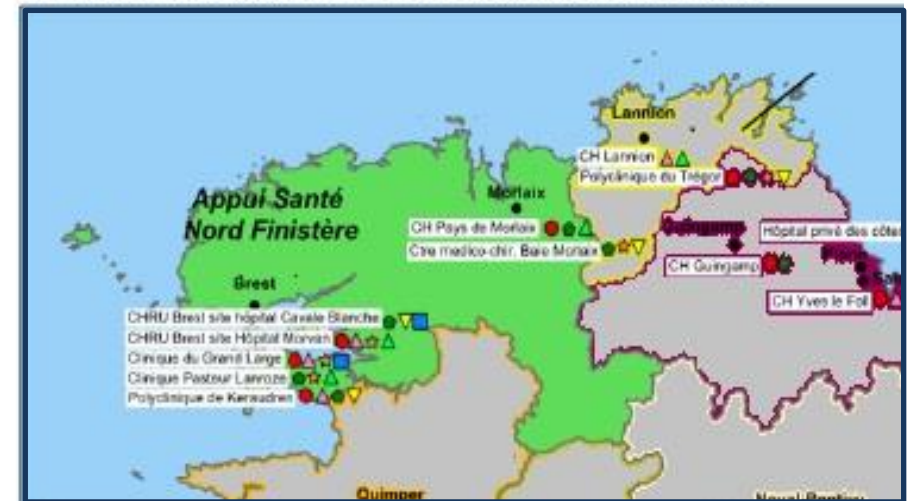 Lannion
CH Lannion
Polyclinique du Trégor
Appui Santé
Nord Finistère
Morlaix
CH Pays de Morlaix
Ctre medico-chir. Baie Morlaix
Guingamp
Hôpital privé des côtes
CH Guingamp
CH Yves le Foll
Brest
CHRU Brest site hôpital Cavale Blanche
CHRU Brest site Hôpital Morvan
Clinique du Grand Large
Clinique Pasteur Lanroze
Polyclinique de Keraudren
Quimper